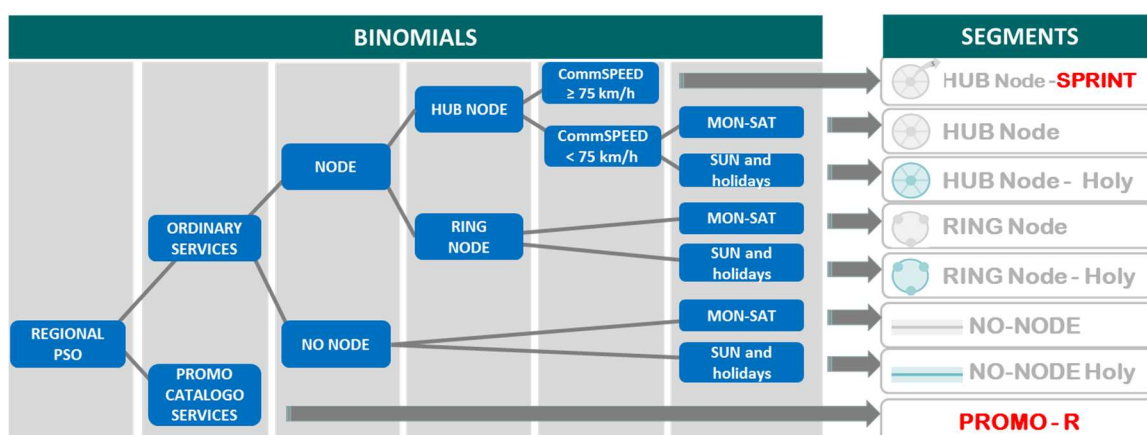 BINOMIALS
SEGMENTS
REGIONAL
PSO
ORDINARY
SERVICES
PROMO
CATALOGO
SERVICES
NODE
NO NODE
HUB NODE
RING
NODE
CommSPEED
≥ 75 km/h
CommSPEED
< 75 km/h
MON-SAT
SUN and
holidays
MON-SAT
SUN and
holidays
MON-SAT
SUN and
holidays
HUB Node-SPRINT
HUB Node
HUB Node - Holy
RING Node
RING Node - Holy
NO-NODE
NO-NODE Holy
PROMO - R